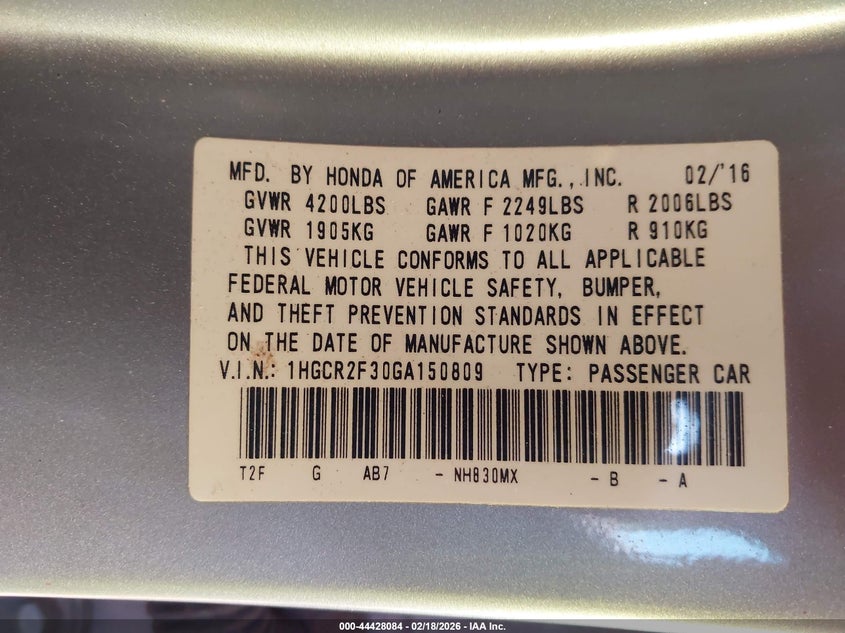 MFD. BY HONDA OF AMERICA MFG., INC. 02/'16
GVWR 4200LBS GAWR F 2249LBS R 2006LBS
GVWR 1905KG GAWR F 1020KG R 910KG
THIS VEHICLE CONFORMS TO ALL APPLICABLE
FEDERAL MOTOR VEHICLE SAFETY, BUMPER,
AND THEFT PREVENTION STANDARDS IN EFFECT
ON THE DATE OF MANUFACTURE SHOWN ABOVE.
V.I.N.: 1HGCR2F30GA150809 TYPE: PASSENGER CAR
T2F G AB7 - NH830MX - B - A
000-44428084 - 02/18/2026 - IAA Inc.